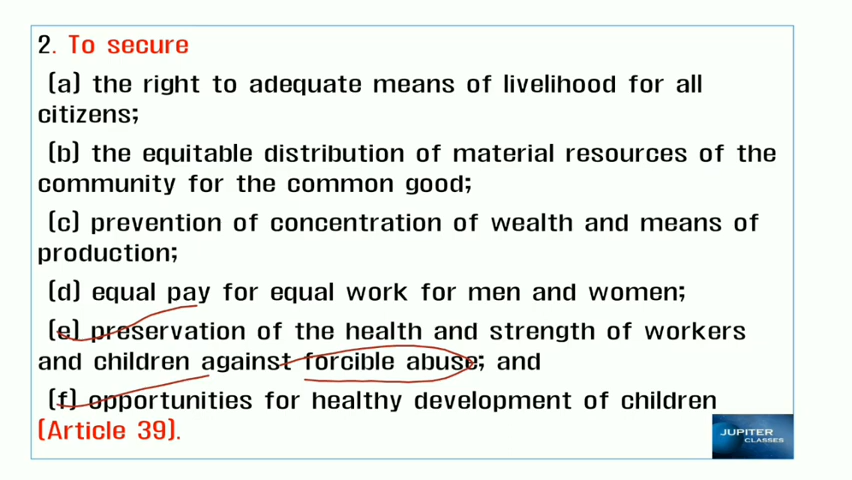 2. To secure
(a) the right to adequate means of livelihood for all
citizens;
(b) the equitable distribution of material resources of the
community for the common good;
(c) prevention of concentration of wealth and means of
production;
(d) equal pay for equal work for men and women;
(e) preservation of the health and strength of workers
and children against forcible abuse; and
(f) opportunities for healthy development of children
(Article 39).
JUPITER
CLASSES